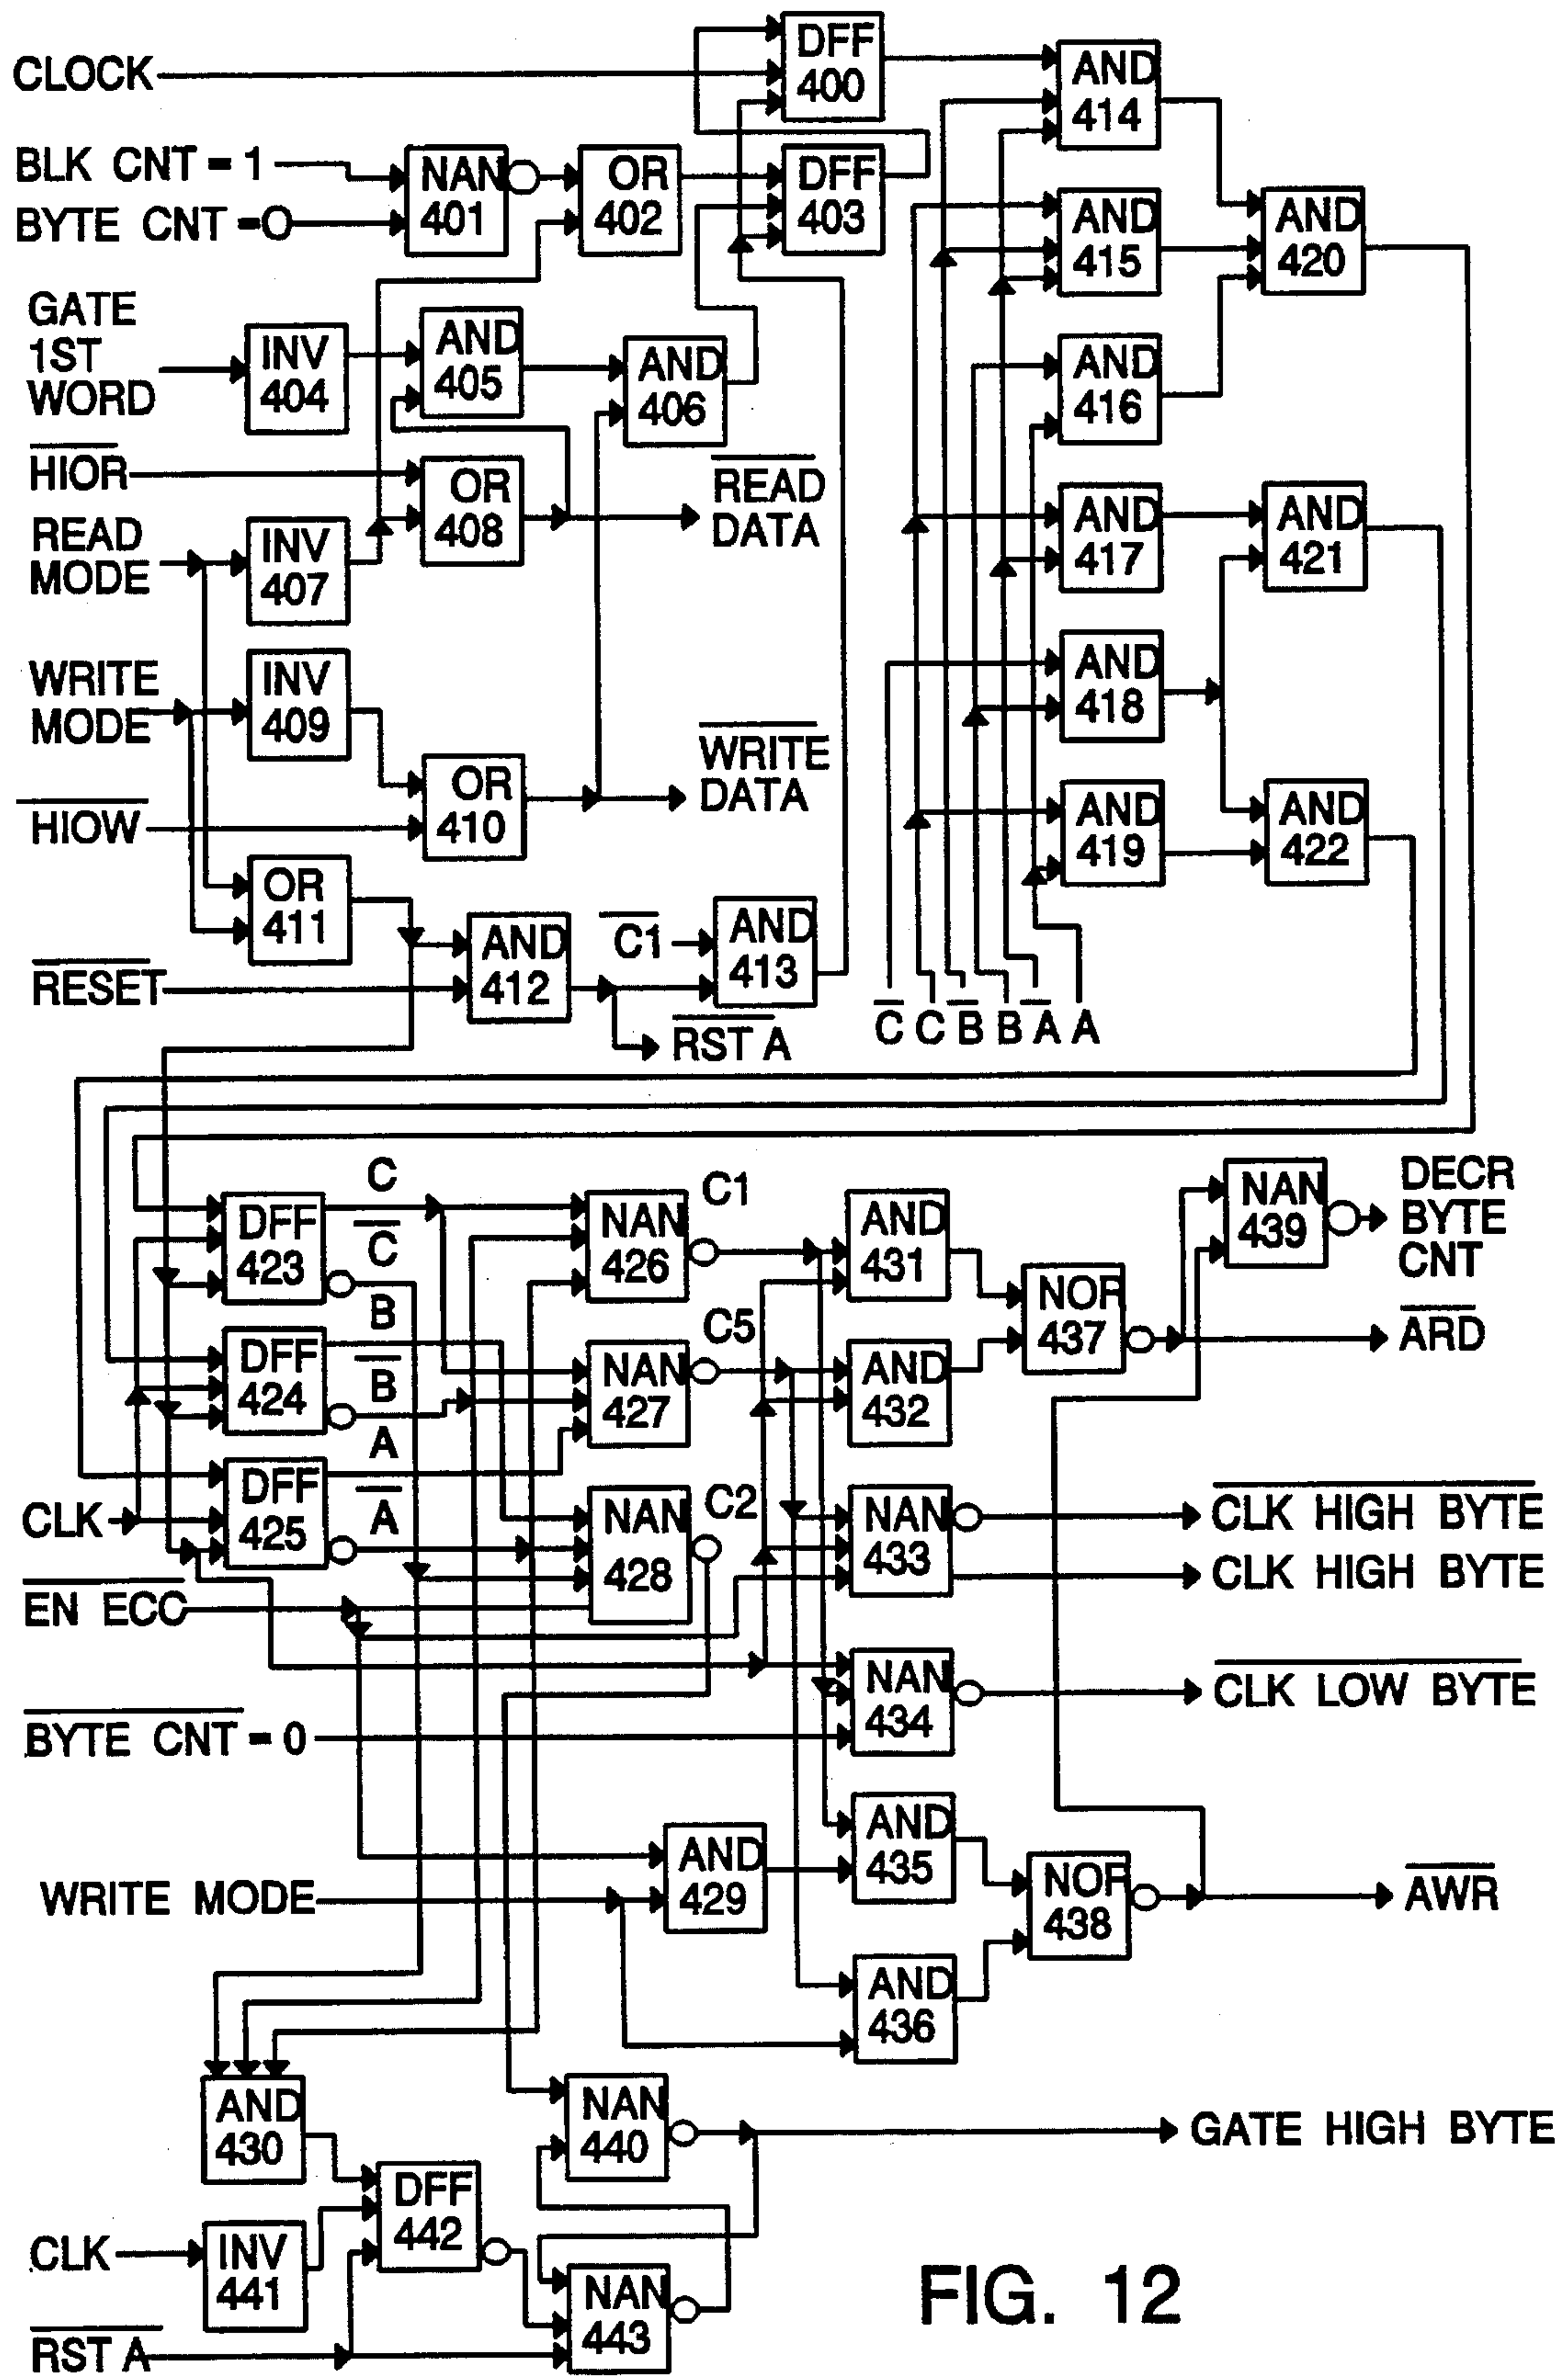 CLOCK
DFF
400
AND
414
BLK CNT = 1
BYTE CNT =0
NAN
401
OR
402
DFF
403
AND
415
AND
420
GATE
1ST
WORD
INV
404
AND
405
AND
406
AND
416
HIOR
OR
408
READ
DATA
READ
MODE
INV
407
AND
417
AND
421
WRITE
MODE
INV
409
AND
418
WRITE
DATA
HIOW
OR
410
AND
419
AND
422
OR
411
RESET
AND
412
C1
AND
413
RST A
C C B B A A
C
DFF
423
C
NAN
426
C1
AND
431
NAN
439
DECR
BYTE
CNT
NOR
437
ARD
B
DFF
424
B
NAN
427
C5
AND
432
A
CLK
DFF
425
A
NAN
428
C2
NAN
433
CLK HIGH BYTE
CLK HIGH BYTE
EN ECC
NAN
434
CLK LOW BYTE
BYTE CNT = 0
AND
435
WRITE MODE
AND
429
NOR
438
AWR
AND
436
AND
430
NAN
440
GATE HIGH BYTE
DFF
442
CLK
INV
441
NAN
443
RST A
FIG. 12